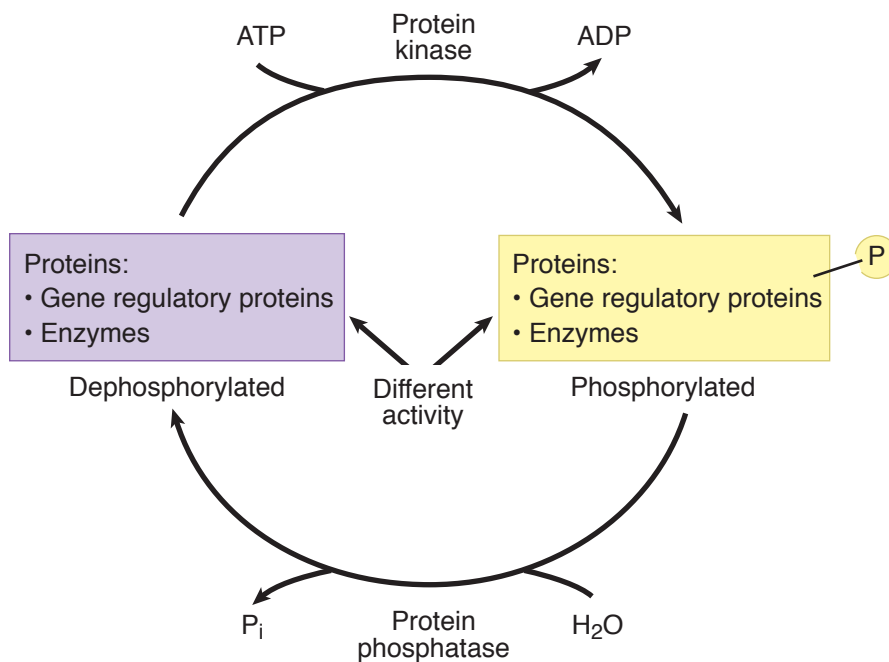 ATP
Protein
kinase
ADP
Proteins:
• Gene regulatory proteins
• Enzymes
Proteins:
• Gene regulatory proteins
• Enzymes
P
Dephosphorylated
Different
activity
Phosphorylated
Pᵢ
Protein
phosphatase
H₂O